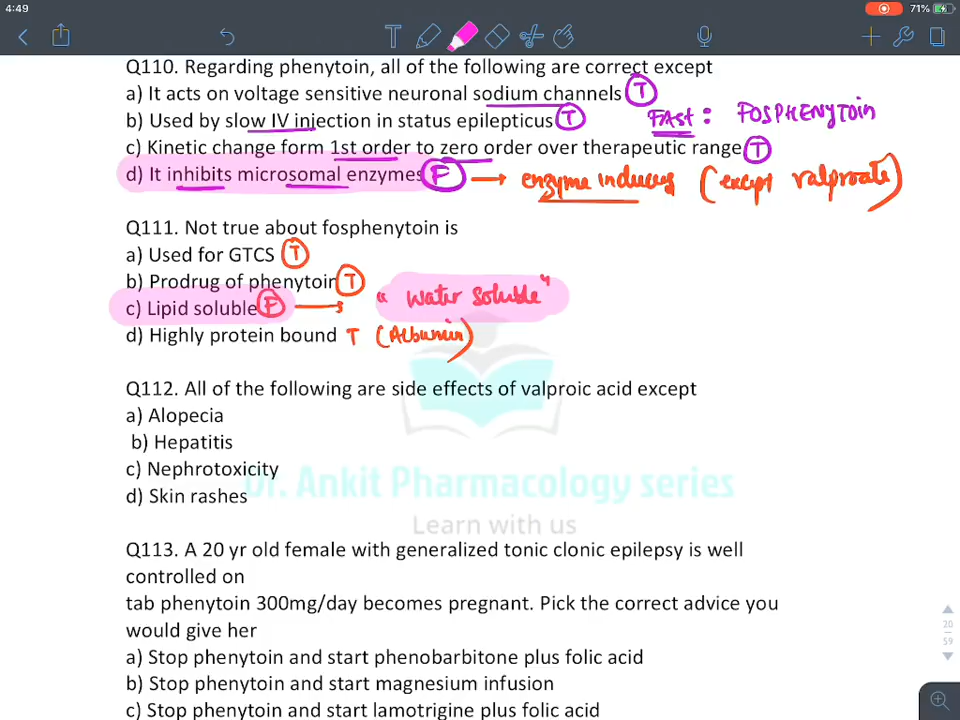 4:49
71%
T
Q110. Regarding phenytoin, all of the following are correct except
a) It acts on voltage sensitive neuronal sodium channels T
b) Used by slow IV injection in status epilepticus T FAST : FOSPHENYTOIN
c) Kinetic change form 1st order to zero order over therapeutic range T
d) It inhibits microsomal enzymes F → enzyme inducers (except valproate)
Q111. Not true about fosphenytoin is
a) Used for GTCS T
b) Prodrug of phenytoin T
c) Lipid soluble F → "Water Soluble"
d) Highly protein bound T (Albumin)
Q112. All of the following are side effects of valproic acid except
a) Alopecia
b) Hepatitis
c) Nephrotoxicity
d) Skin rashes
Dr. Ankit Pharmacology series
Learn with us
Q113. A 20 yr old female with generalized tonic clonic epilepsy is well
controlled on
tab phenytoin 300mg/day becomes pregnant. Pick the correct advice you
would give her
a) Stop phenytoin and start phenobarbitone plus folic acid
b) Stop phenytoin and start magnesium infusion
c) Stop phenytoin and start lamotrigine plus folic acid
20
59